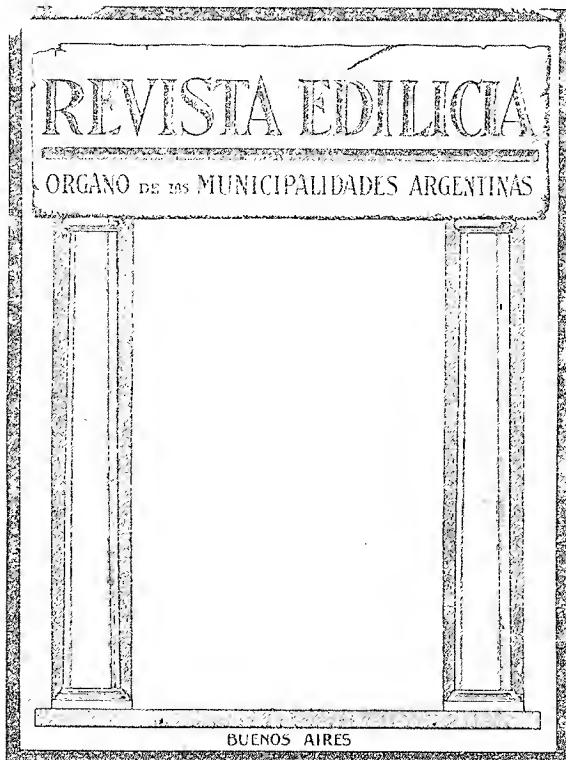 REVISTA EDILICIA
ORGANO DE LAS MUNICIPALIDADES ARGENTINAS
BUENOS AIRES